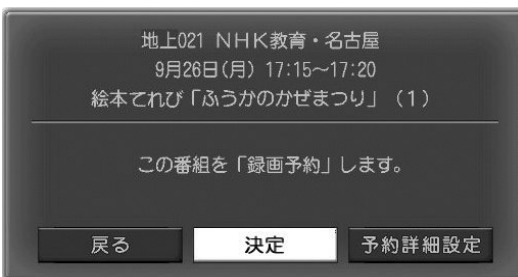 地上021 NHK教育・名古屋
9月26日(月) 17:15~17:20
絵本てれび「ふうかのかぜまつり」(1)
この番組を「録画予約」します。
戻る 決定 予約詳細設定